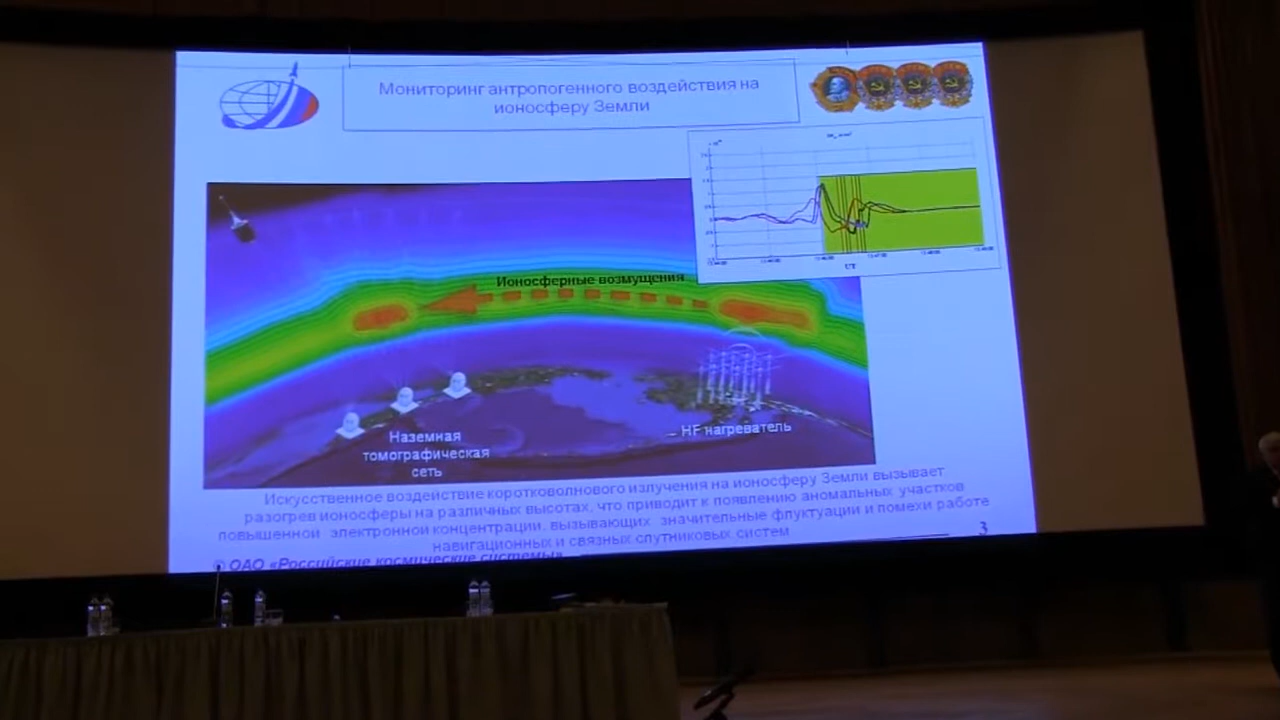 Мониторинг антропогенного воздействия на
ионосферу Земли
UT
Ионосферные возмущения
Наземная
томографическая
сеть
HF нагреватель
Искусственное воздействие коротковолнового излучения на ионосферу Земли вызывает
разогрев ионосферы на различных высотах, что приводит к появлению аномальных участков
повышенной электронной концентрации, вызывающих значительные флуктуации и помехи работе
навигационных и связных спутниковых систем
3
© ОАО «Российские космические системы»